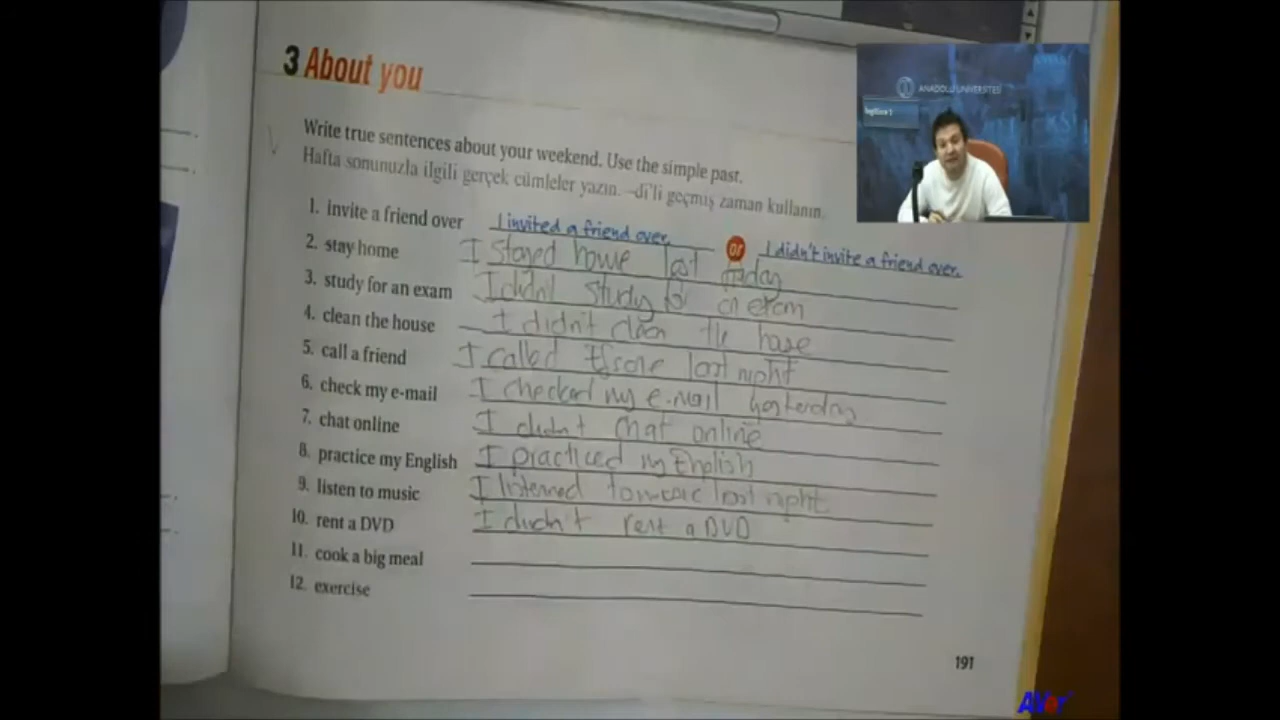 3 About you
ANADOLU ÜNİVERSİTESİ
Write true sentences about your weekend. Use the simple past.
Hafta sonunuzla ilgili gerçek cümleler yazın. –di'li geçmiş zaman kullanın.
1. invite a friend over I invited a friend over. or I didn't invite a friend over.
2. stay home I stayed home last friday
3. study for an exam I didn't study for an exam
4. clean the house I didn't clean the house
5. call a friend I called last night
6. check my e-mail I checked my e-mail yesterday
7. chat online I didn't chat online
8. practice my English I practiced my English
9. listen to music I listened to music last night
10. rent a DVD I didn't rent a DVD
11. cook a big meal
12. exercise
191